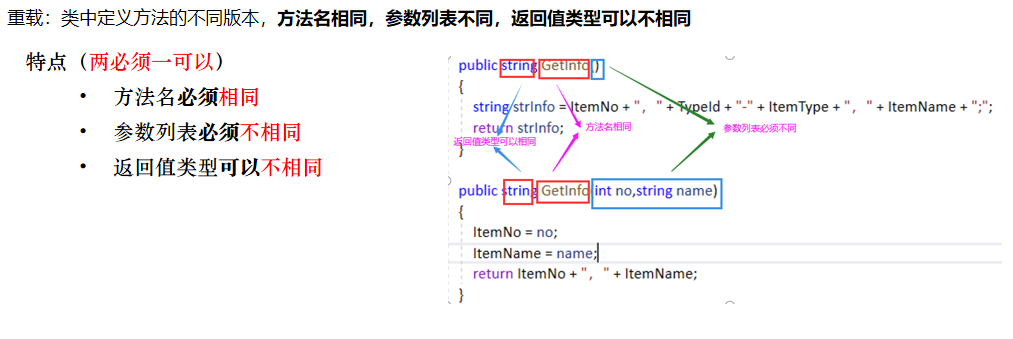 重载：类中定义方法的不同版本，方法名相同，参数列表不同，返回值类型可以不相同
特点（两必须一可以）
• 方法名必须相同
• 参数列表必须不相同
• 返回值类型可以不相同
public string GetInfo()
{
string strInfo = ItemNo + "，" + TypeId + "-" + ItemType + "，" + ItemName + ";";
return strInfo;
方法名相同
参数列表必须不同
返回值类型可以相同
}
public string GetInfo(int no,string name)
{
ItemNo = no;
ItemName = name;
return ItemNo + "，" + ItemName;
}